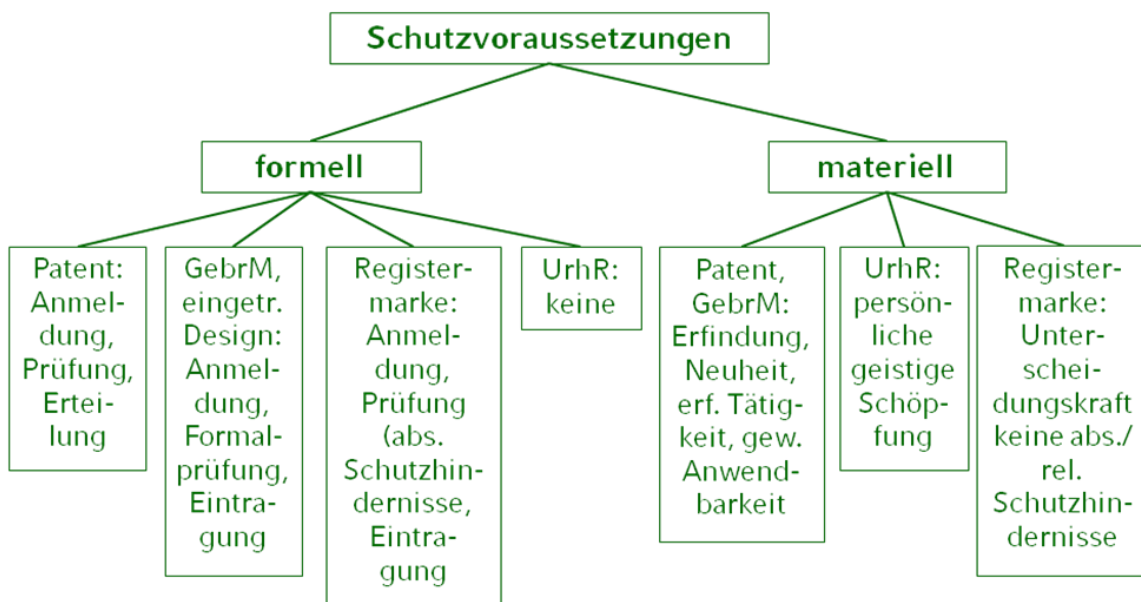 Schutzvoraussetzungen
formell
materiell
Patent:
Anmel-
dung,
Prüfung,
Ertei-
lung
GebrM,
eingetr.
Design:
Anmel-
dung,
Formal-
prüfung,
Eintra-
gung
Register-
marke:
Anmel-
dung,
Prüfung
(abs.
Schutzhin-
dernisse,
Eintra-
gung
UrhR:
keine
Patent,
GebrM:
Erfindung,
Neuheit,
erf. Tätig-
keit, gew.
Anwend-
barkeit
UrhR:
persön-
liche
geistige
Schöp-
fung
Register-
marke:
Unter-
schei-
dungskraft
keine abs./
rel.
Schutzhin-
dernisse